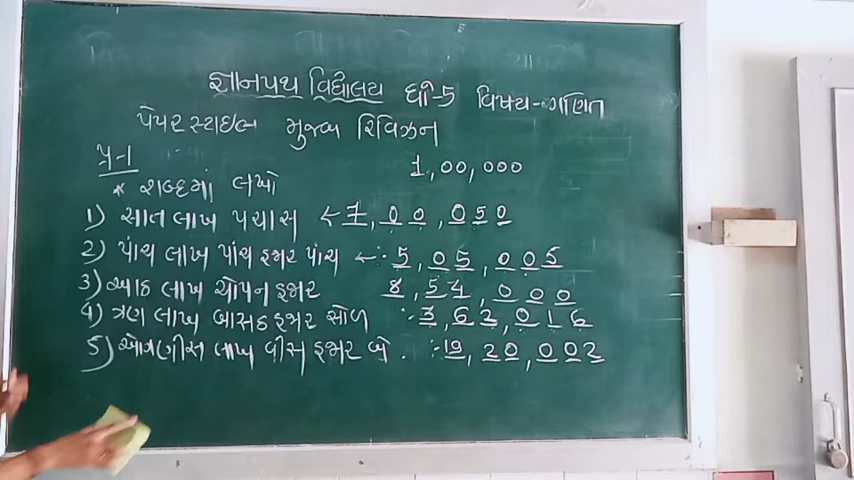 જ્ઞાનપથ વિદ્યાલય ધો-5 વિષય-ગણિત
પેપર સ્ટાઇલ મુજબ રિવિઝન
પ્ર-1 1,00,000
* શબ્દમાં લખો
1) સાત લાખ પચાસ ← 7,00,050
2) પાંચ લાખ પાંચ હજાર પાંચ ← 5,05,005
3) આઠ લાખ ચોપન હજાર 8,54,000
4) ત્રણ લાખ બાસઠ હજાર સોળ 3,62,016
5) ઓગણીસ લાખ વીસ હજાર બે. 19,20,002